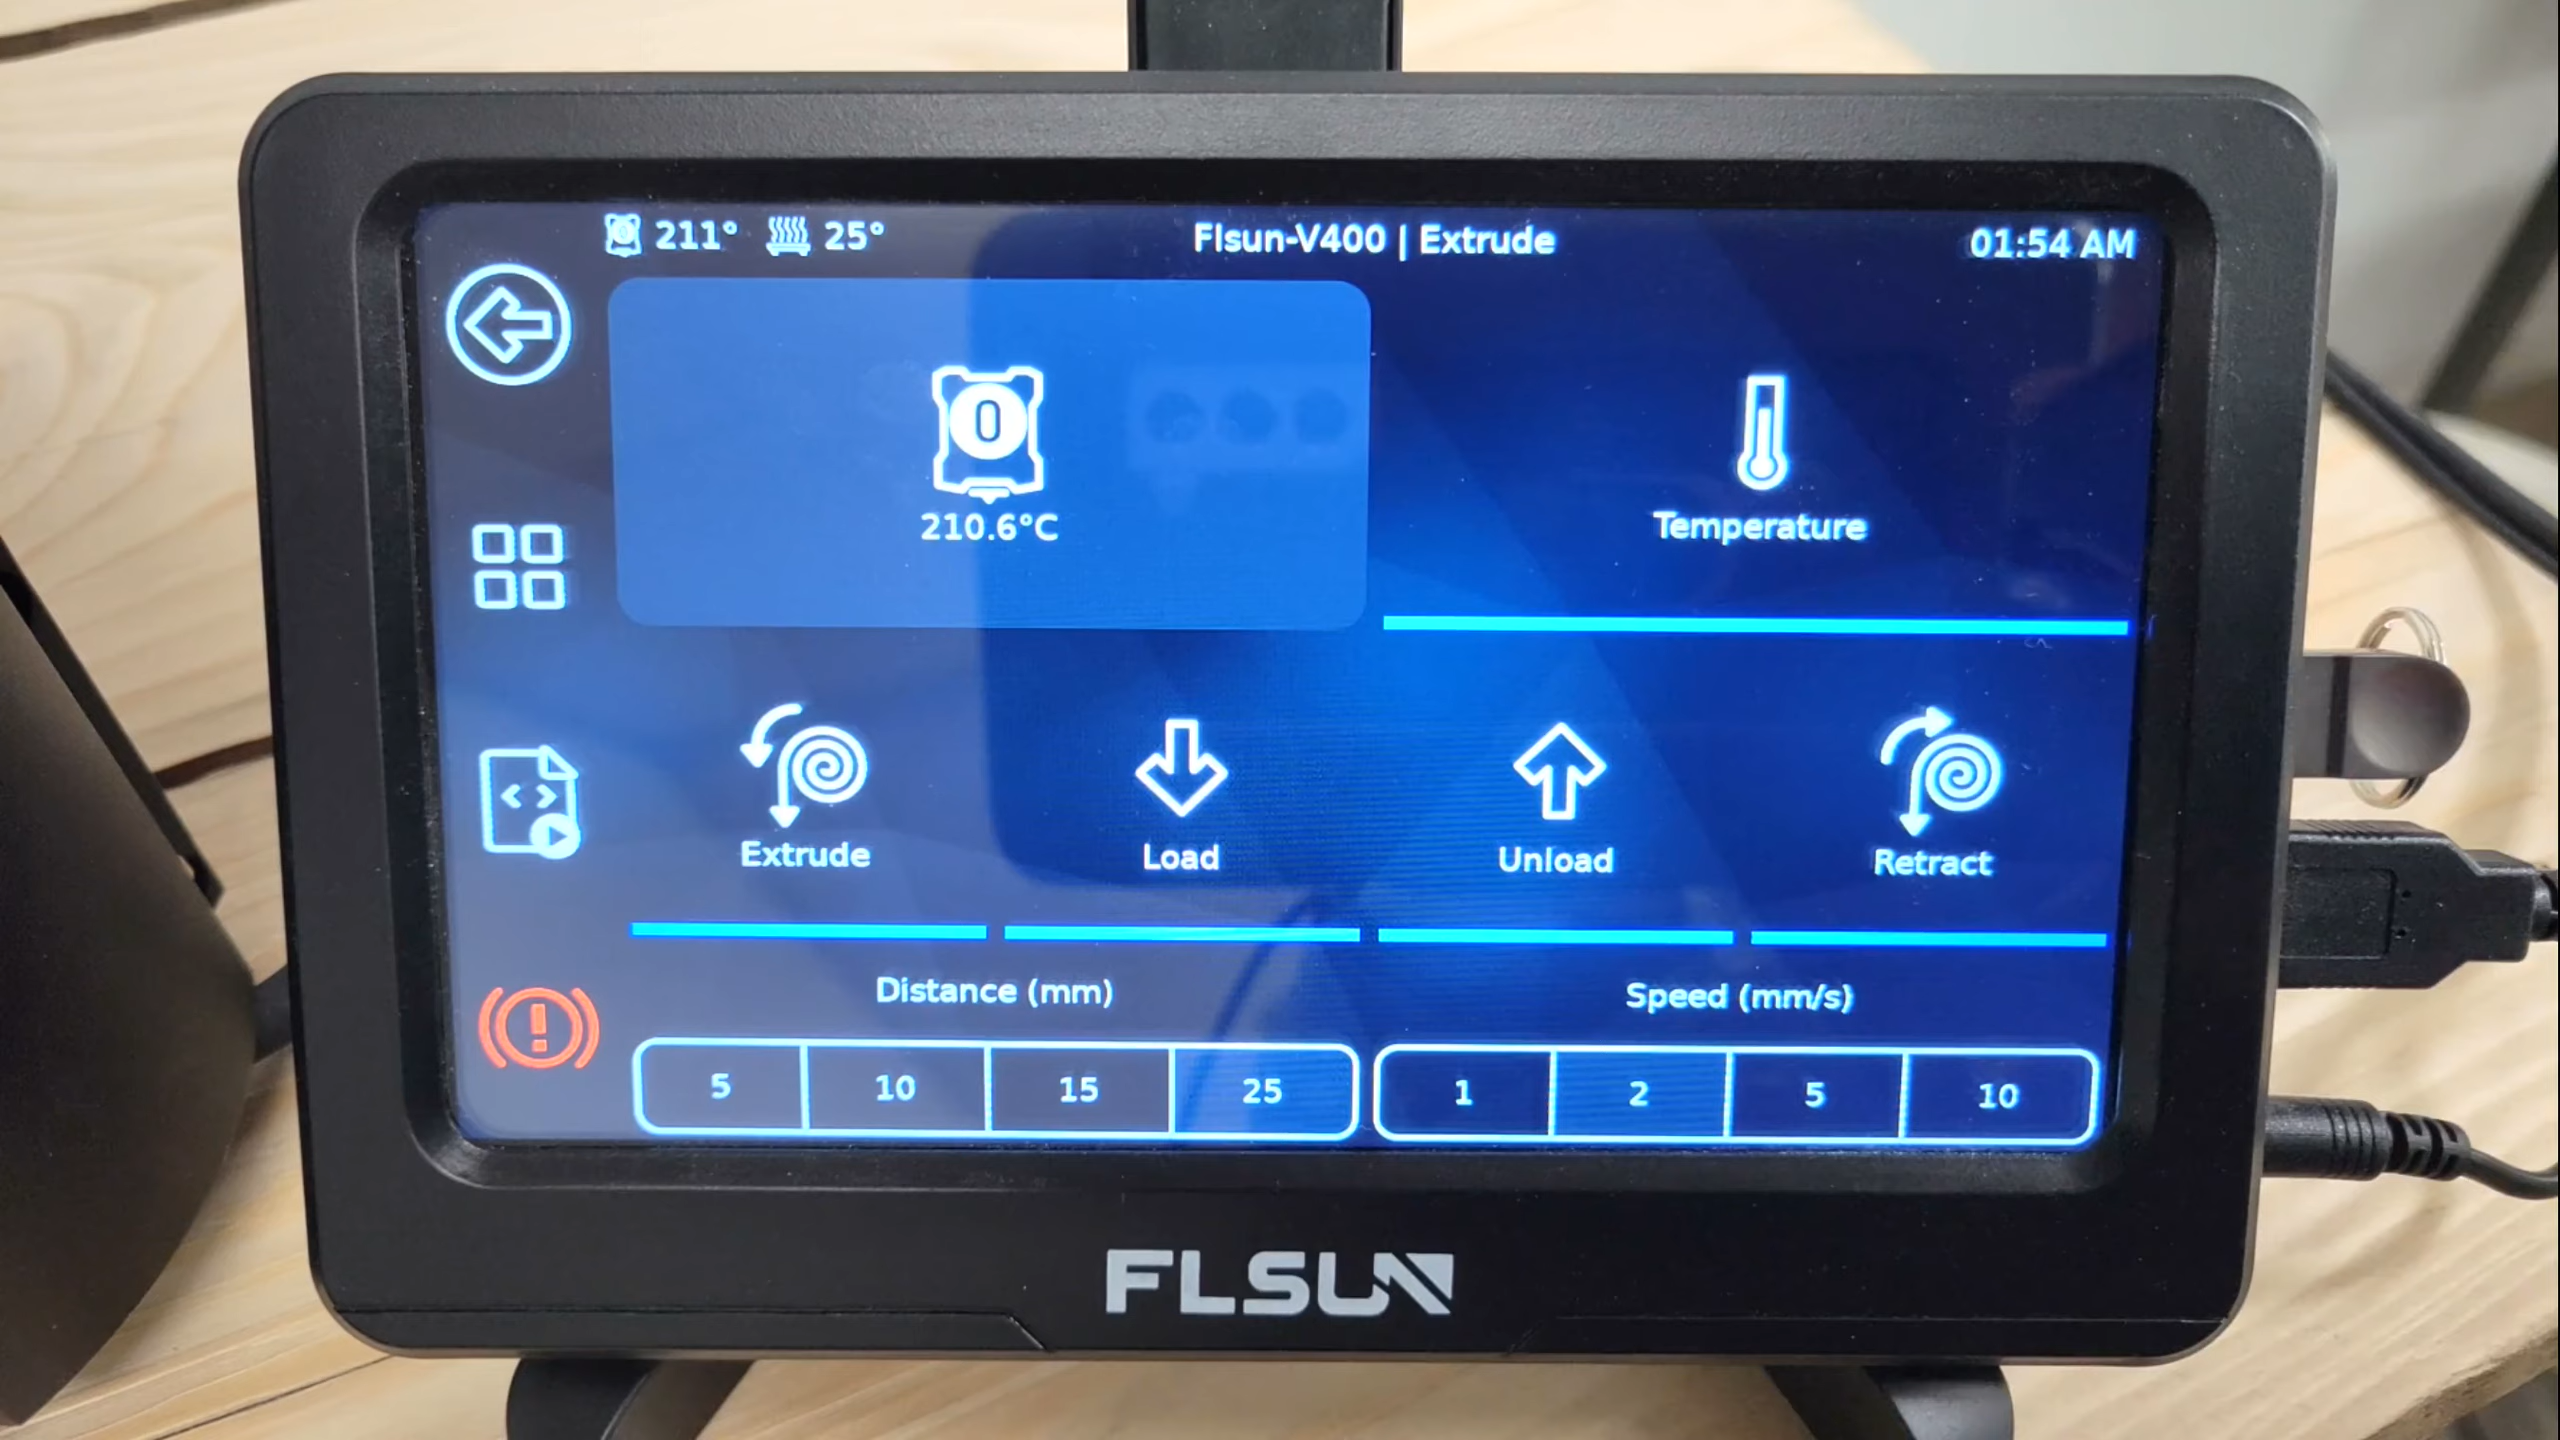 211° 25° Flsun-V400 | Extrude 01:54 AM
0
210.6°C Temperature
Extrude Load Unload Retract
Distance (mm) Speed (mm/s)
5 10 15 25 1 2 5 10
FLSUN